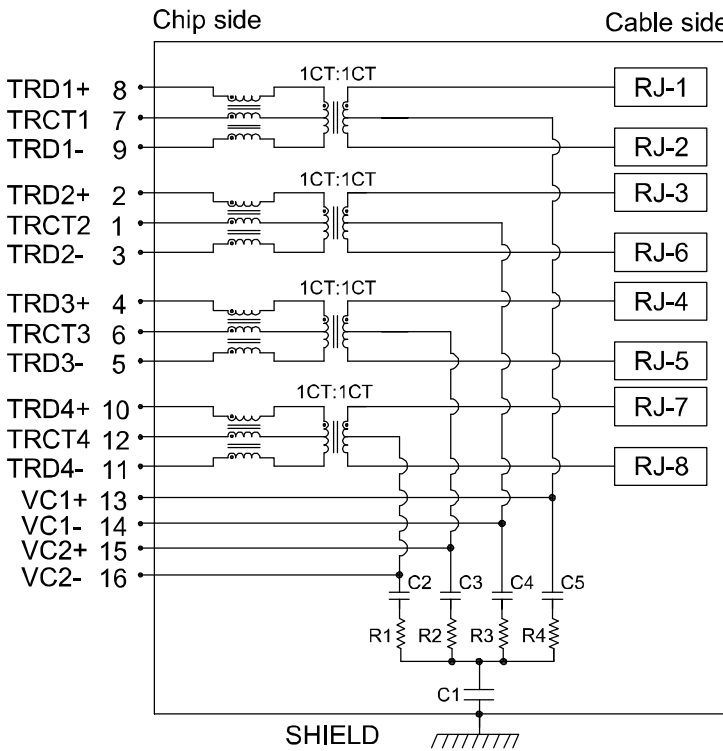 Chip side Cable side
1CT:1CT
TRD1+ 8 RJ-1
TRCT1 7
TRD1- 9 RJ-2
1CT:1CT
TRD2+ 2 RJ-3
TRCT2 1
TRD2- 3 RJ-6
1CT:1CT
TRD3+ 4 RJ-4
TRCT3 6
TRD3- 5 RJ-5
1CT:1CT
TRD4+ 10 RJ-7
TRCT4 12
TRD4- 11 RJ-8
VC1+ 13
VC1- 14
VC2+ 15
VC2- 16
C2 C3 C4 C5
R1 R2 R3 R4
C1
SHIELD